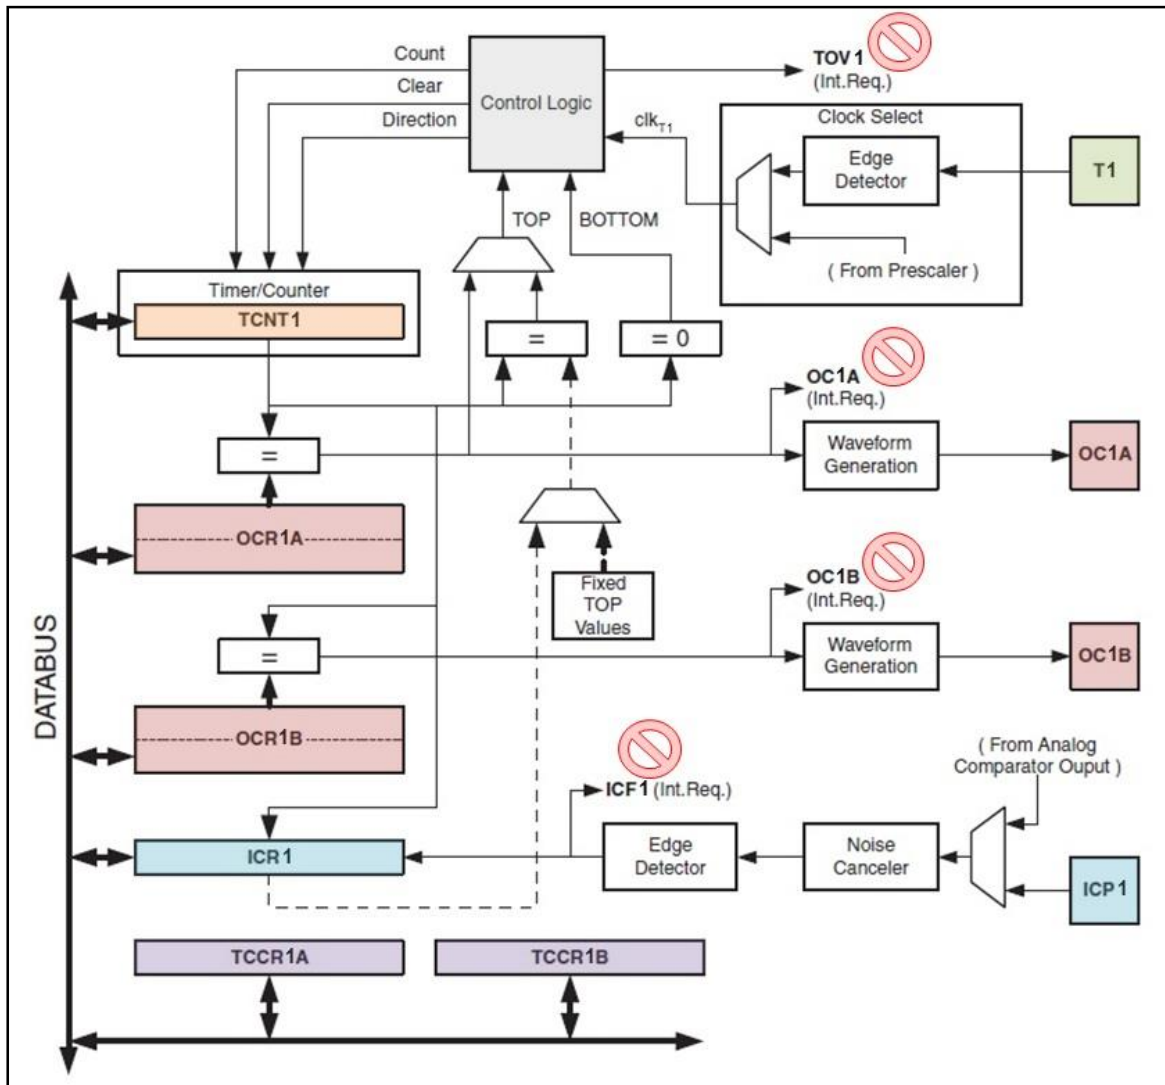 Count
Clear
Direction
Control Logic
TOV1
(Int.Req.)
clkT1
Clock Select
Edge
Detector
T1
( From Prescaler )
TOP
BOTTOM
Timer/Counter
TCNT1
=
= 0
OC1A
(Int.Req.)
=
Waveform
Generation
OC1A
OCR1A
Fixed
TOP
Values
OC1B
(Int.Req.)
=
Waveform
Generation
OC1B
OCR1B
DATABUS
( From Analog
Comparator Ouput )
ICF1 (Int.Req.)
ICR1
Edge
Detector
Noise
Canceler
ICP1
TCCR1A
TCCR1B